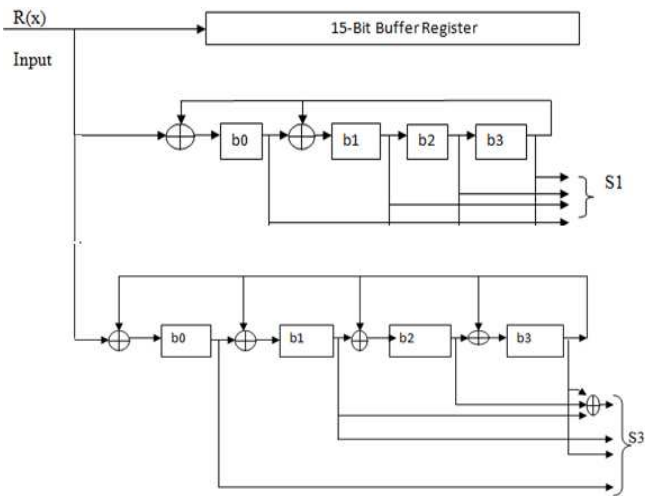 R(x)
15-Bit Buffer Register
Input
b0 b1 b2 b3
S1
b0 b1 b2 b3
S3